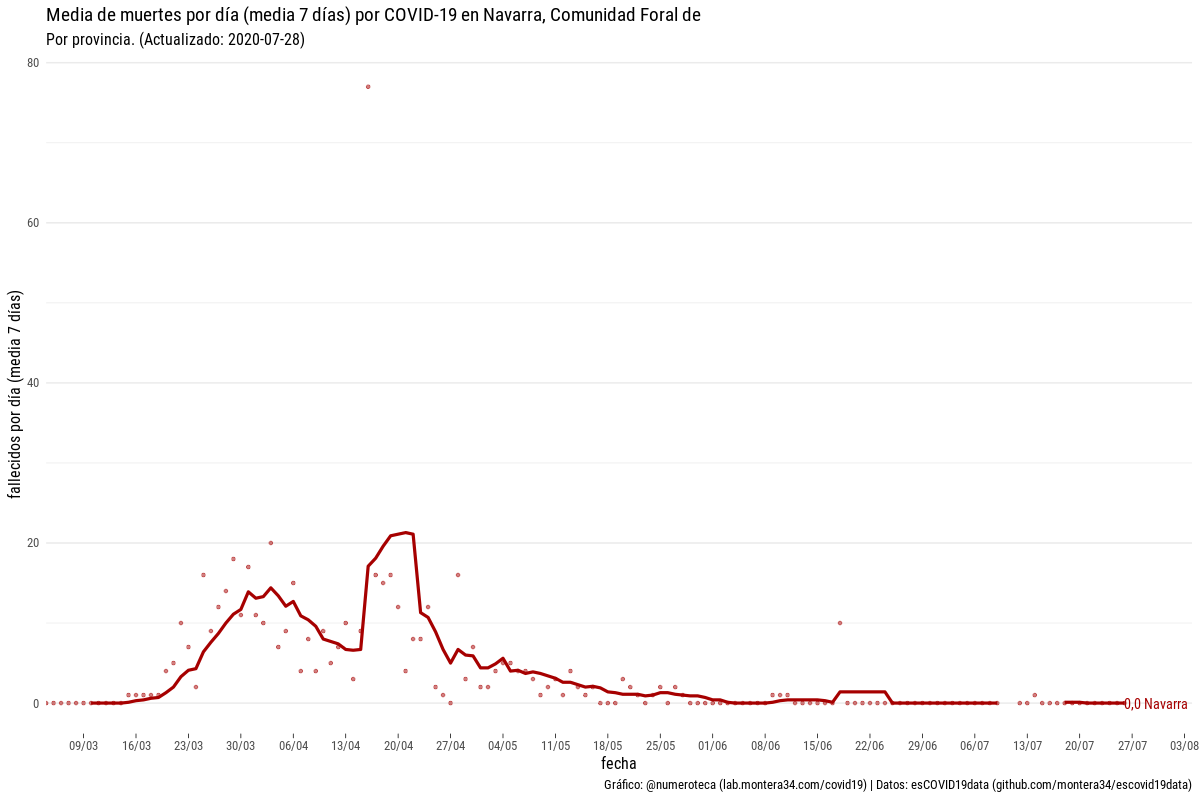 Media de muertes por día (media 7 días) por COVID-19 en Navarra, Comunidad Foral de
Por provincia. (Actualizado: 2020-07-28)
fallecidos por día (media 7 días)
80
60
40
20
0
0,0 Navarra
09/03 16/03 23/03 30/03 06/04 13/04 20/04 27/04 04/05 11/05 18/05 25/05 01/06 08/06 15/06 22/06 29/06 06/07 13/07 20/07 27/07 03/08
fecha
Gráfico: @numeroteca (lab.montera34.com/covid19) | Datos: esCOVID19data (github.com/montera34/escovid19data)